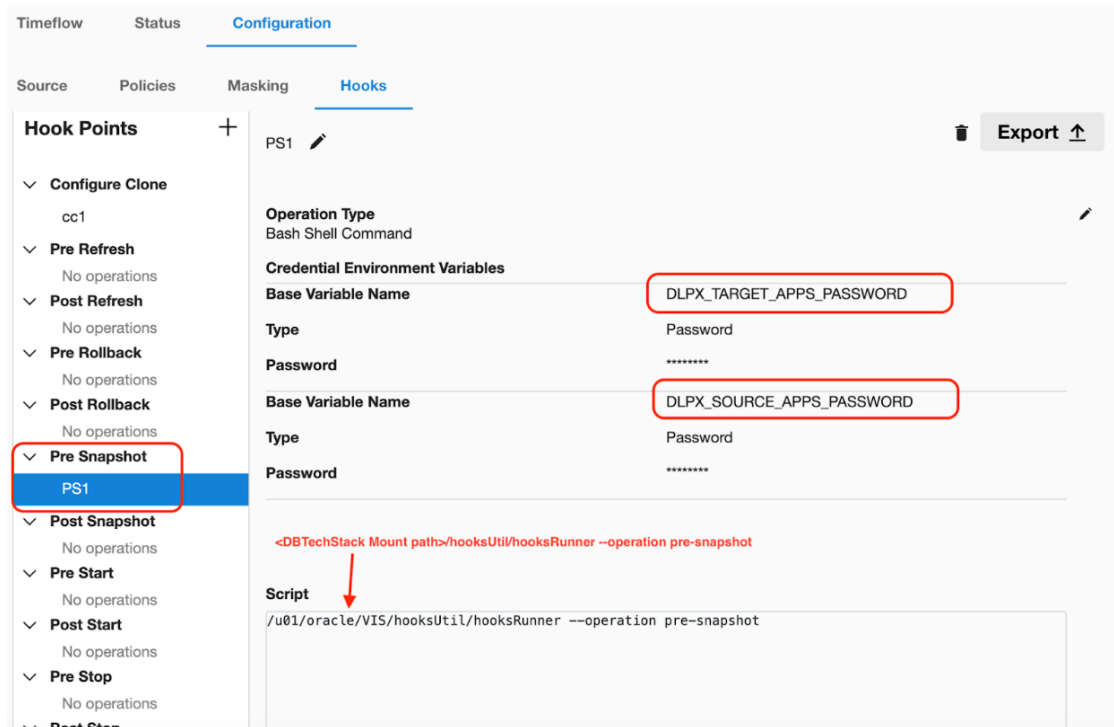 Timeflow Status Configuration
Source Policies Masking Hooks
Hook Points
Configure Clone
cc1
Pre Refresh
No operations
Post Refresh
No operations
Pre Rollback
No operations
Post Rollback
No operations
Pre Snapshot
PS1
Post Snapshot
No operations
Pre Start
No operations
Post Start
No operations
Pre Stop
No operations
Post Stop
PS1
Export
Operation Type
Bash Shell Command
Credential Environment Variables
Base Variable Name DLPX_TARGET_APPS_PASSWORD
Type Password
Password ********
Base Variable Name DLPX_SOURCE_APPS_PASSWORD
Type Password
Password ********
<DBTechStack Mount path>/hooksUtil/hooksRunner --operation pre-snapshot
Script
/u01/oracle/VIS/hooksUtil/hooksRunner --operation pre-snapshot